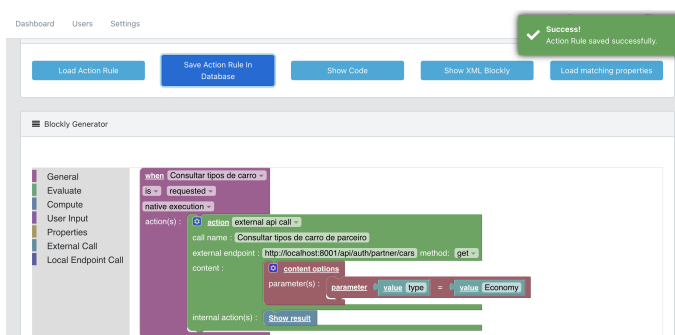 Dashboard Users Settings
Success!
Action Rule saved successfully.
Load Action Rule
Save Action Rule In
Database
Show Code
Show XML Blockly
Load matching properties
Blockly Generator
General
Evaluate
Compute
User Input
Properties
External Call
Local Endpoint Call
when Consultar tipos de carro
is requested
native execution
action(s) : action external api call
call name : Consultar tipos de carro de parceiro
external endpoint : http://localhost:8001/api/auth/partner/cars method: get
content : content options
parameter(s) : parameter value type = value Economy
internal action(s) : Show result